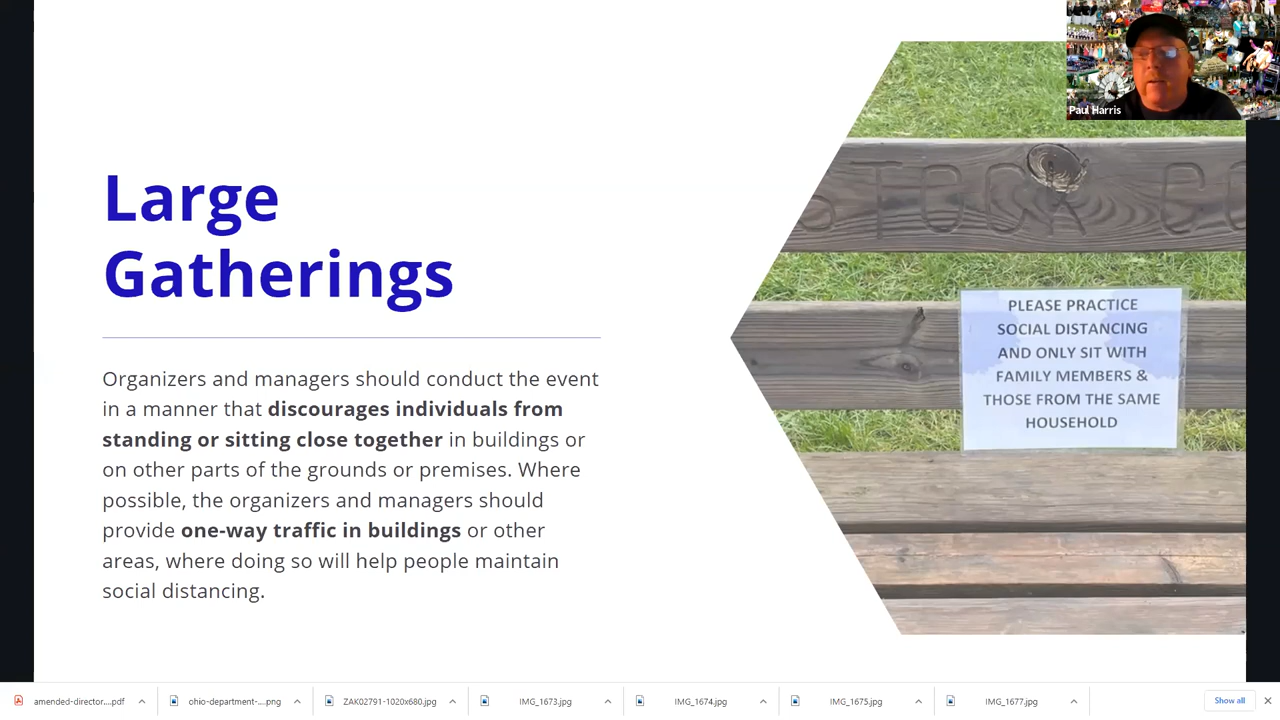 Paul Harris
Large
Gatherings
Organizers and managers should conduct the event
in a manner that discourages individuals from
standing or sitting close together in buildings or
on other parts of the grounds or premises. Where
possible, the organizers and managers should
provide one-way traffic in buildings or other
areas, where doing so will help people maintain
social distancing.
PLEASE PRACTICE
SOCIAL DISTANCING
AND ONLY SIT WITH
FAMILY MEMBERS &
THOSE FROM THE SAME
HOUSEHOLD
amended-director....pdf
ohio-department-....png
ZAK02791-1020x680.jpg
IMG_1673.jpg
IMG_1674.jpg
IMG_1675.jpg
IMG_1677.jpg
Show all